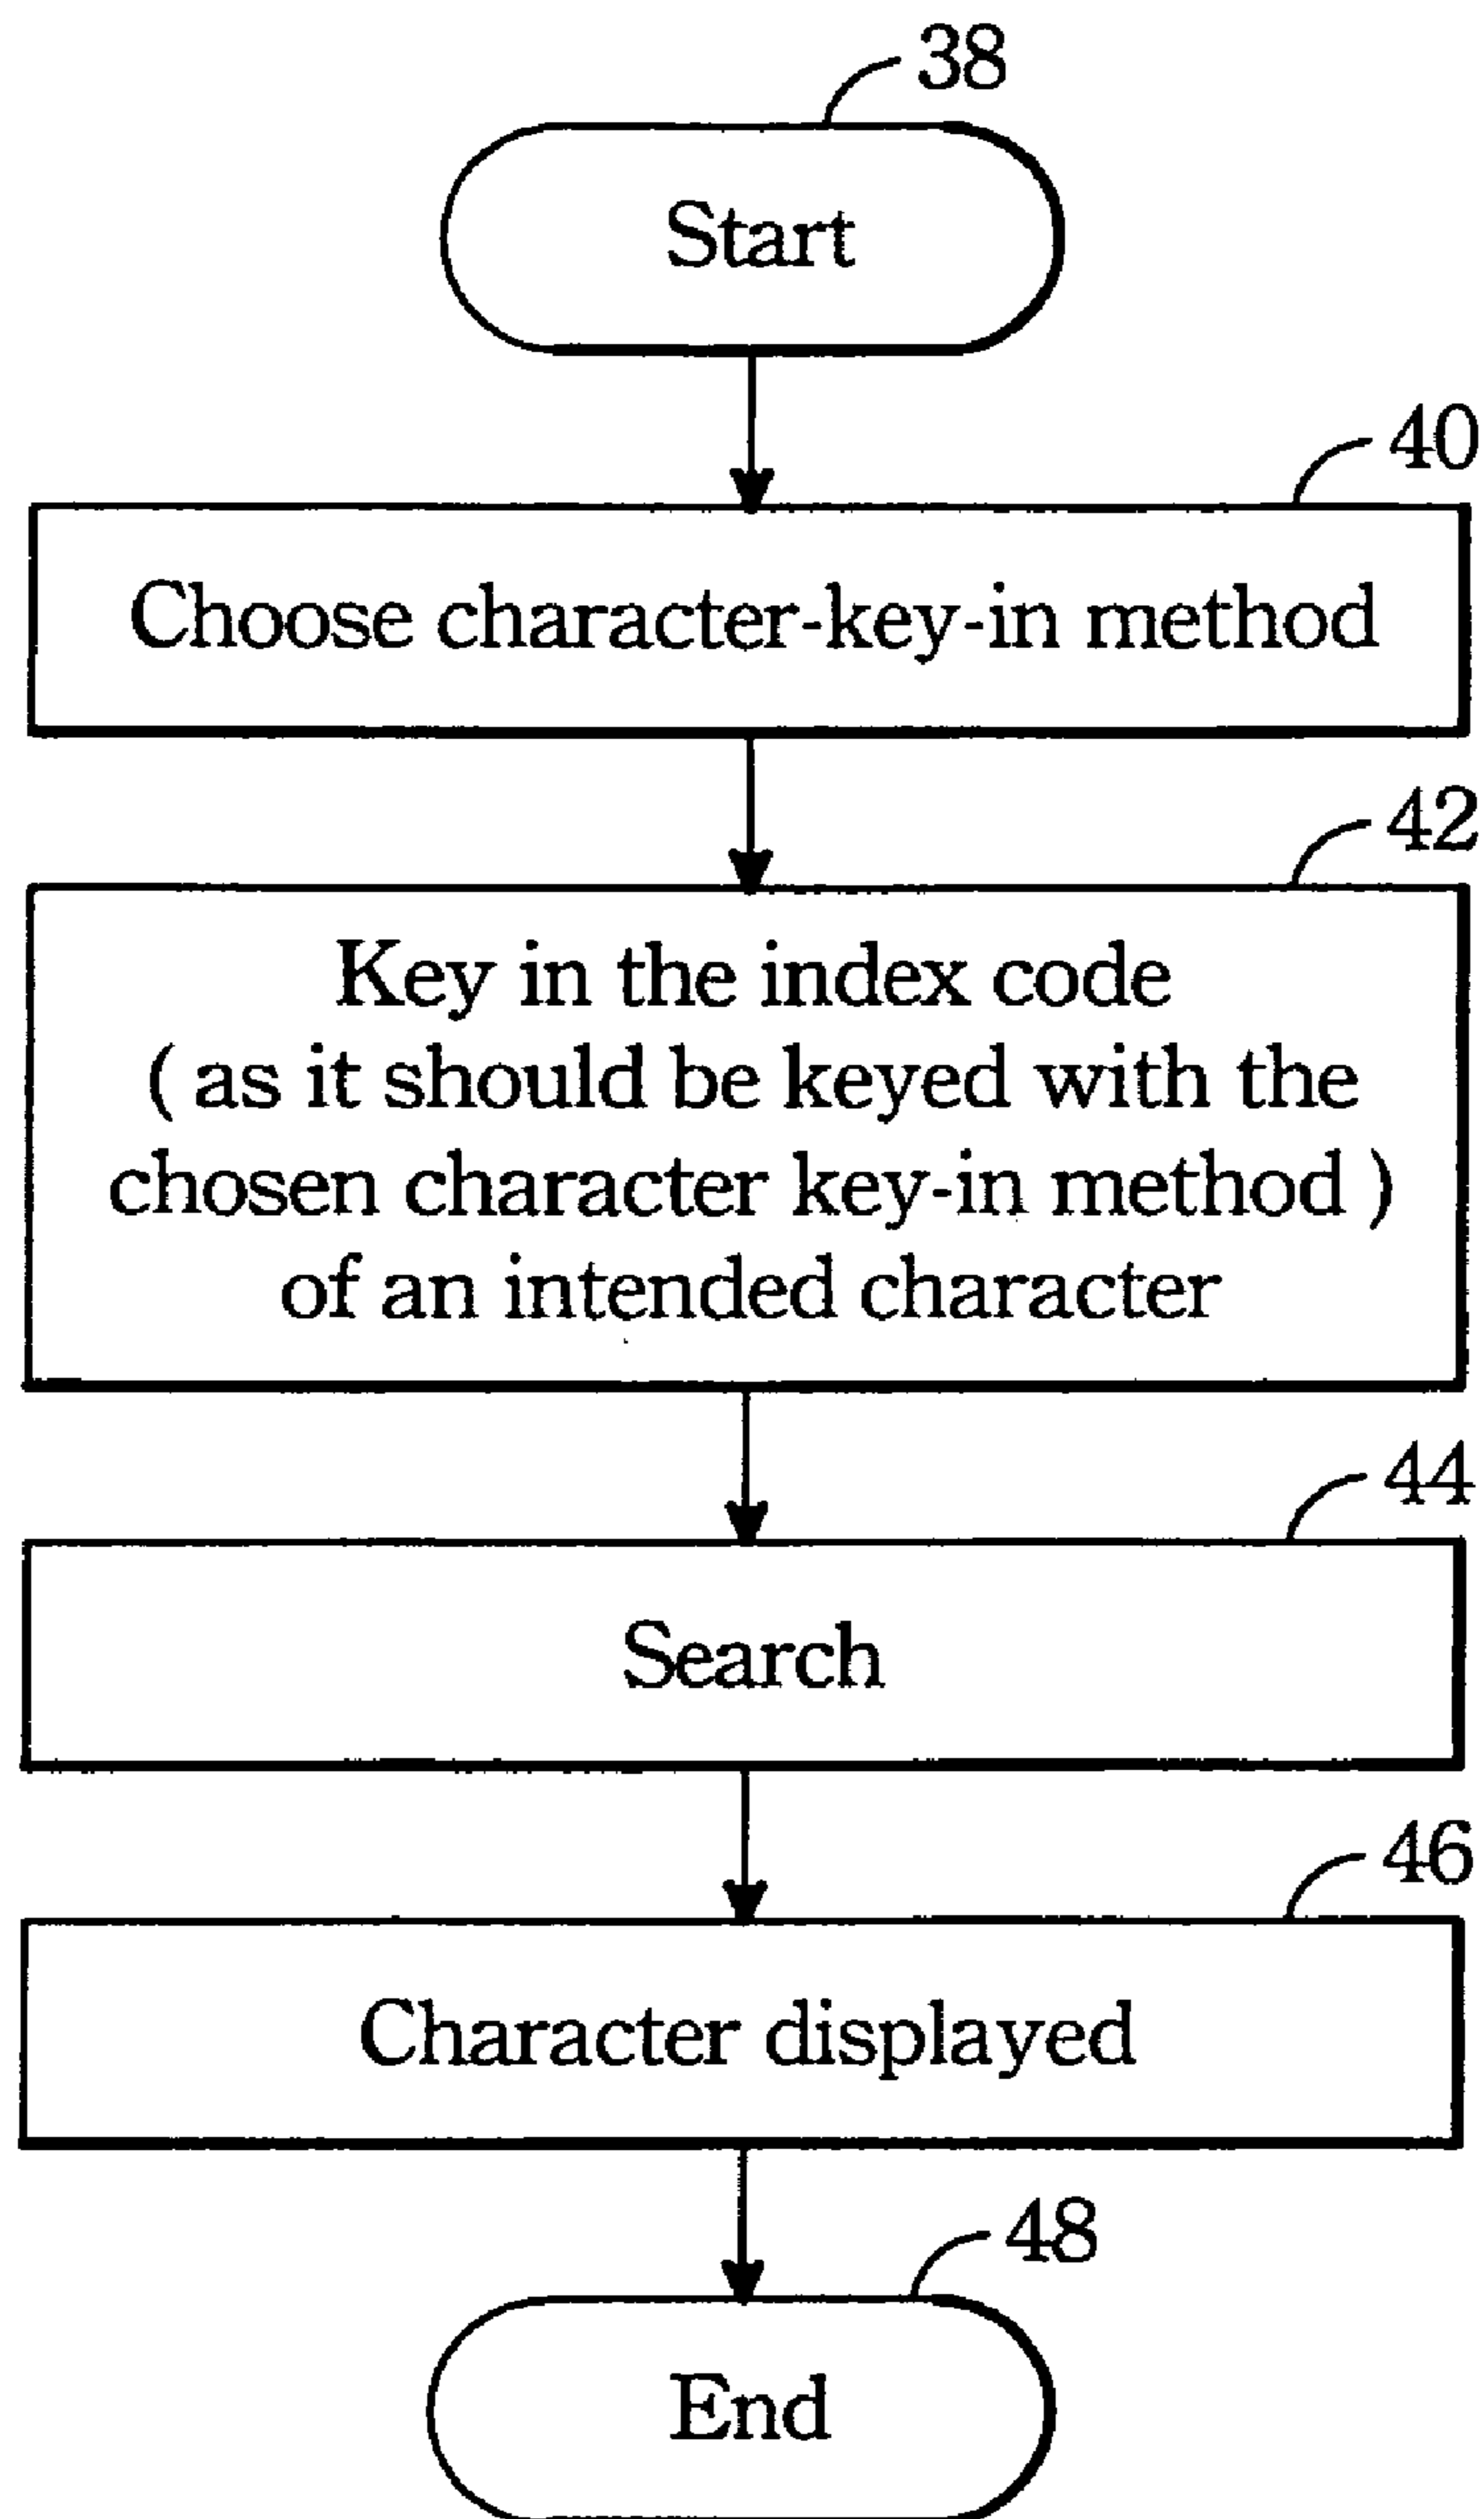 38
Start
40
Choose character-key-in method
42
Key in the index code
( as it should be keyed with the
chosen character key-in method )
of an intended character
44
Search
46
Character displayed
48
End